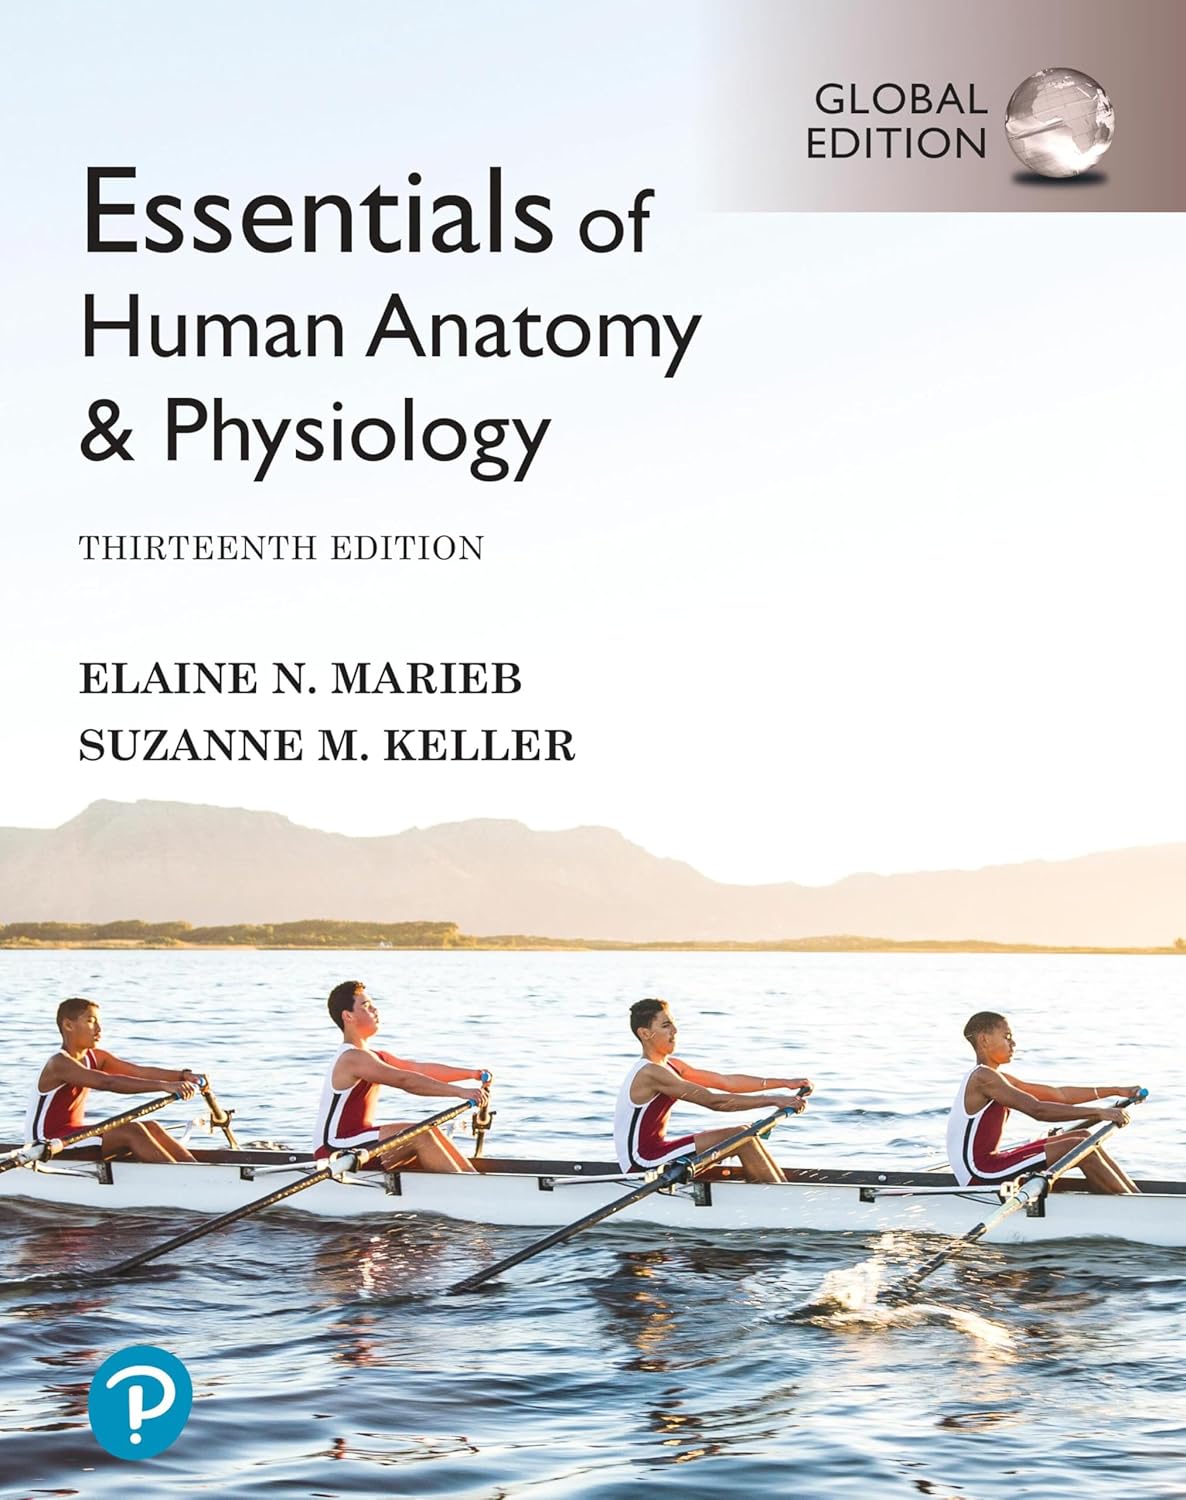 GLOBAL
EDITION
Essentials of
Human Anatomy
& Physiology
THIRTEENTH EDITION
ELAINE N. MARIEB
SUZANNE M. KELLER
P